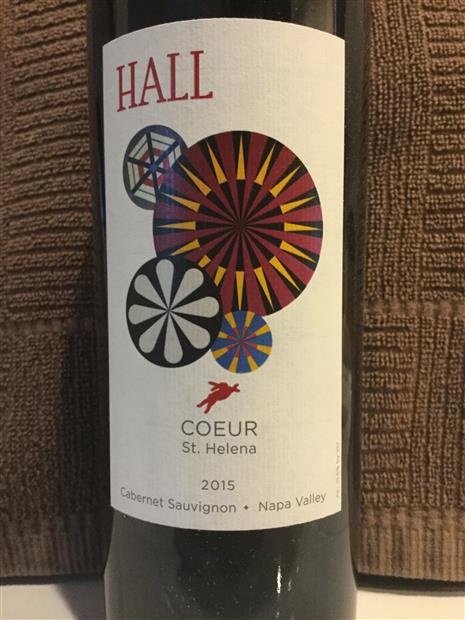 HALL
COEUR
St. Helena
2015
Cabernet Sauvignon • Napa Valley